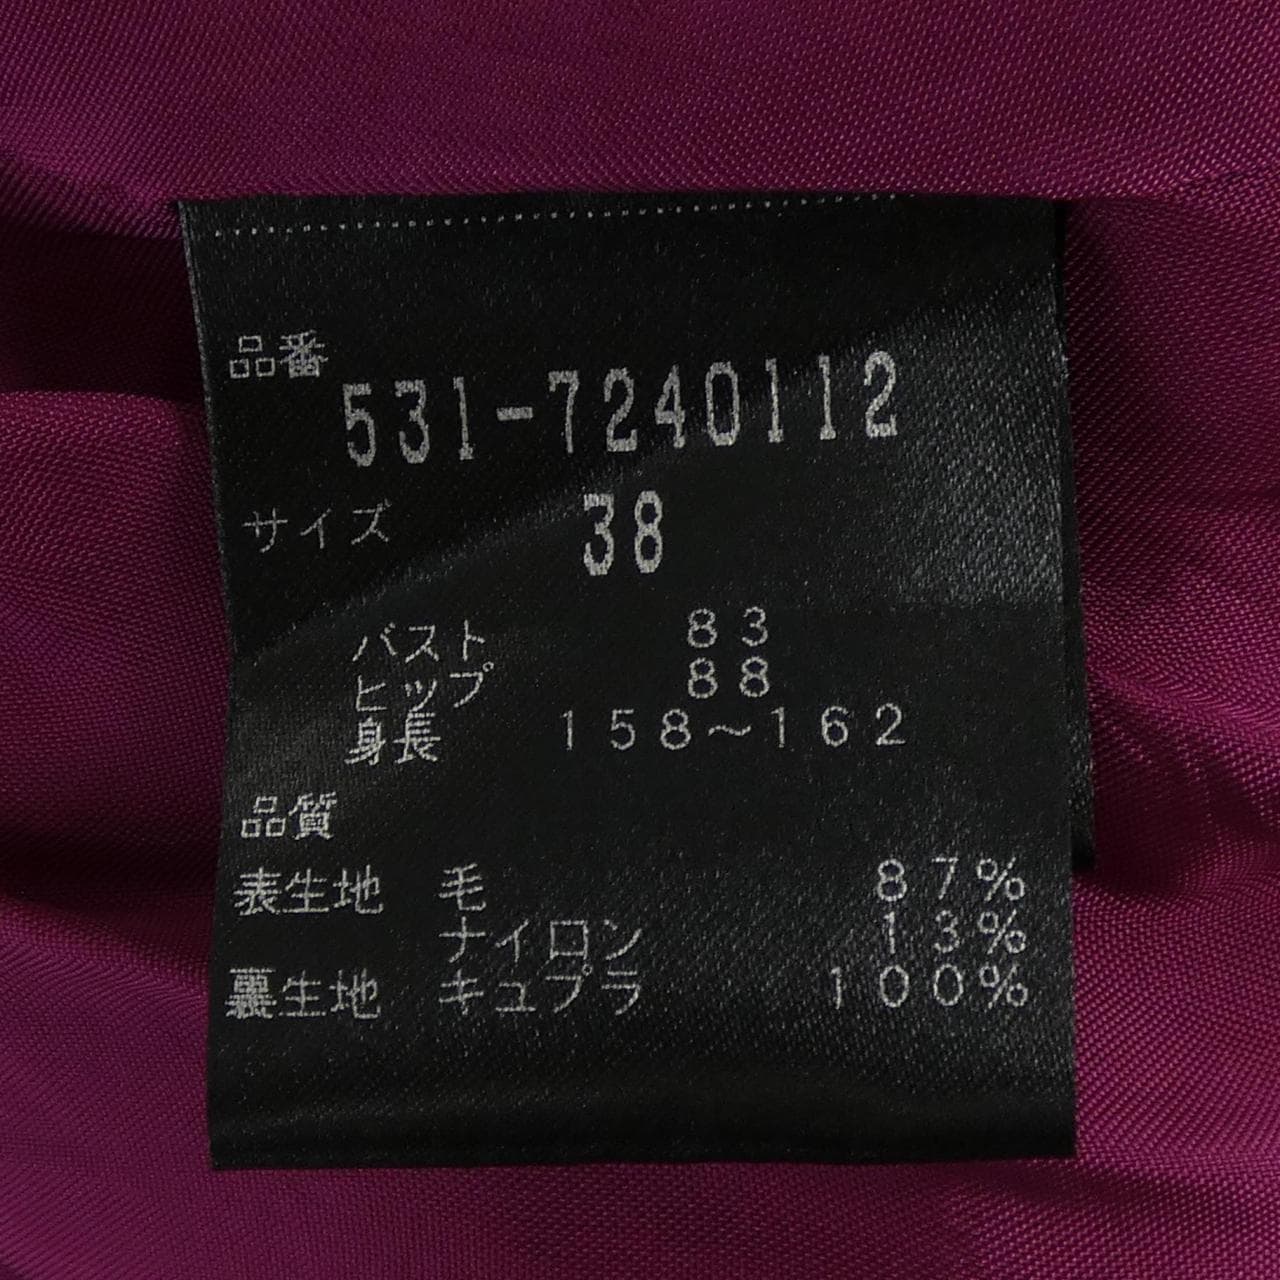 品番
531-7240112
サイズ 38
バスト 83
ヒップ 88
身長 158～162
品質
表生地 毛 87%
ナイロン 13%
裏生地 キュプラ 100%